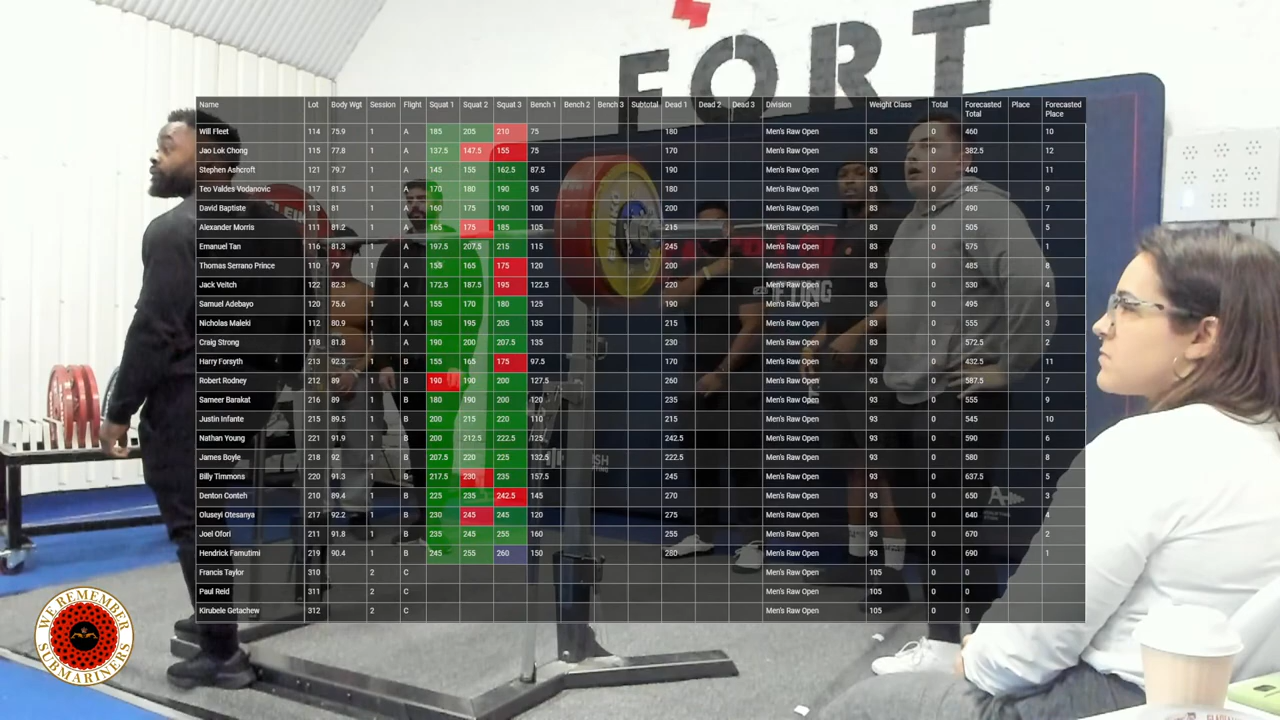 FORT
Name Lot Body Wgt Session Flight Squat 1 Squat 2 Squat 3 Bench 1 Bench 2 Bench 3 Subtotal Dead 1 Dead 2 Dead 3 Division Weight Class Total Forecasted Total Place Forecasted Place
Will Fleet 114 75.9 1 A 185 205 210 75 180 Men's Raw Open 83 0 460 10
Jao Lok Chong 115 77.8 1 A 137.5 147.5 155 75 170 Men's Raw Open 83 0 382.5 12
Stephen Ashcroft 121 79.7 1 A 145 155 162.5 87.5 190 Men's Raw Open 83 0 440 11
Teo Valdes Vodanovic 117 81.5 1 A 170 180 190 95 180 Men's Raw Open 83 0 465 9
David Baptiste 113 81 1 A 160 175 190 100 200 Men's Raw Open 83 0 490 7
Alexander Morris 111 81.2 1 A 165 175 185 105 215 Men's Raw Open 83 0 505 5
Emanuel Tan 116 81.3 1 A 197.5 207.5 215 115 245 Men's Raw Open 83 0 575 1
Thomas Serrano Prince 110 79 1 A 155 165 175 120 200 Men's Raw Open 83 0 485 8
Jack Veitch 122 82.3 1 A 172.5 187.5 195 122.5 220 Men's Raw Open 83 0 530 4
Samuel Adebayo 120 75.6 1 A 155 170 180 125 190 Men's Raw Open 83 0 495 6
Nicholas Maleki 112 80.9 1 A 185 195 205 135 215 Men's Raw Open 83 0 555 3
Craig Strong 118 81.8 1 A 190 200 207.5 135 230 Men's Raw Open 83 0 572.5 2
Harry Forsyth 213 92.3 1 B 155 165 175 97.5 170 Men's Raw Open 93 0 432.5 11
Robert Rodney 212 89 1 B 190 190 200 127.5 260 Men's Raw Open 93 0 587.5 7
Sameer Barakat 216 89 1 B 180 190 200 120 235 Men's Raw Open 93 0 555 9
Justin Infante 215 89.5 1 B 200 215 220 110 215 Men's Raw Open 93 0 545 10
Nathan Young 221 91.9 1 B 200 212.5 222.5 125 242.5 Men's Raw Open 93 0 590 6
James Boyle 218 92 1 B 207.5 220 225 132.5 222.5 Men's Raw Open 93 0 580 8
Billy Timmons 220 91.3 1 B 217.5 230 235 157.5 245 Men's Raw Open 93 0 637.5 5
Denton Conteh 210 89.4 1 B 225 235 242.5 145 270 Men's Raw Open 93 0 650 3
Oluseyi Otesanya 217 92.2 1 B 230 245 245 120 275 Men's Raw Open 93 0 640 4
Joel Ofori 211 91.8 1 B 235 245 255 160 255 Men's Raw Open 93 0 670 2
Hendrick Famutimi 219 90.4 1 B 245 255 260 150 280 Men's Raw Open 93 0 690 1
Francis Taylor 310 2 C Men's Raw Open 105 0 0
Paul Reid 311 2 C Men's Raw Open 105 0 0
Kirubele Getachew 312 2 C Men's Raw Open 105 0 0
WE REMEMBER
SUBMARINERS